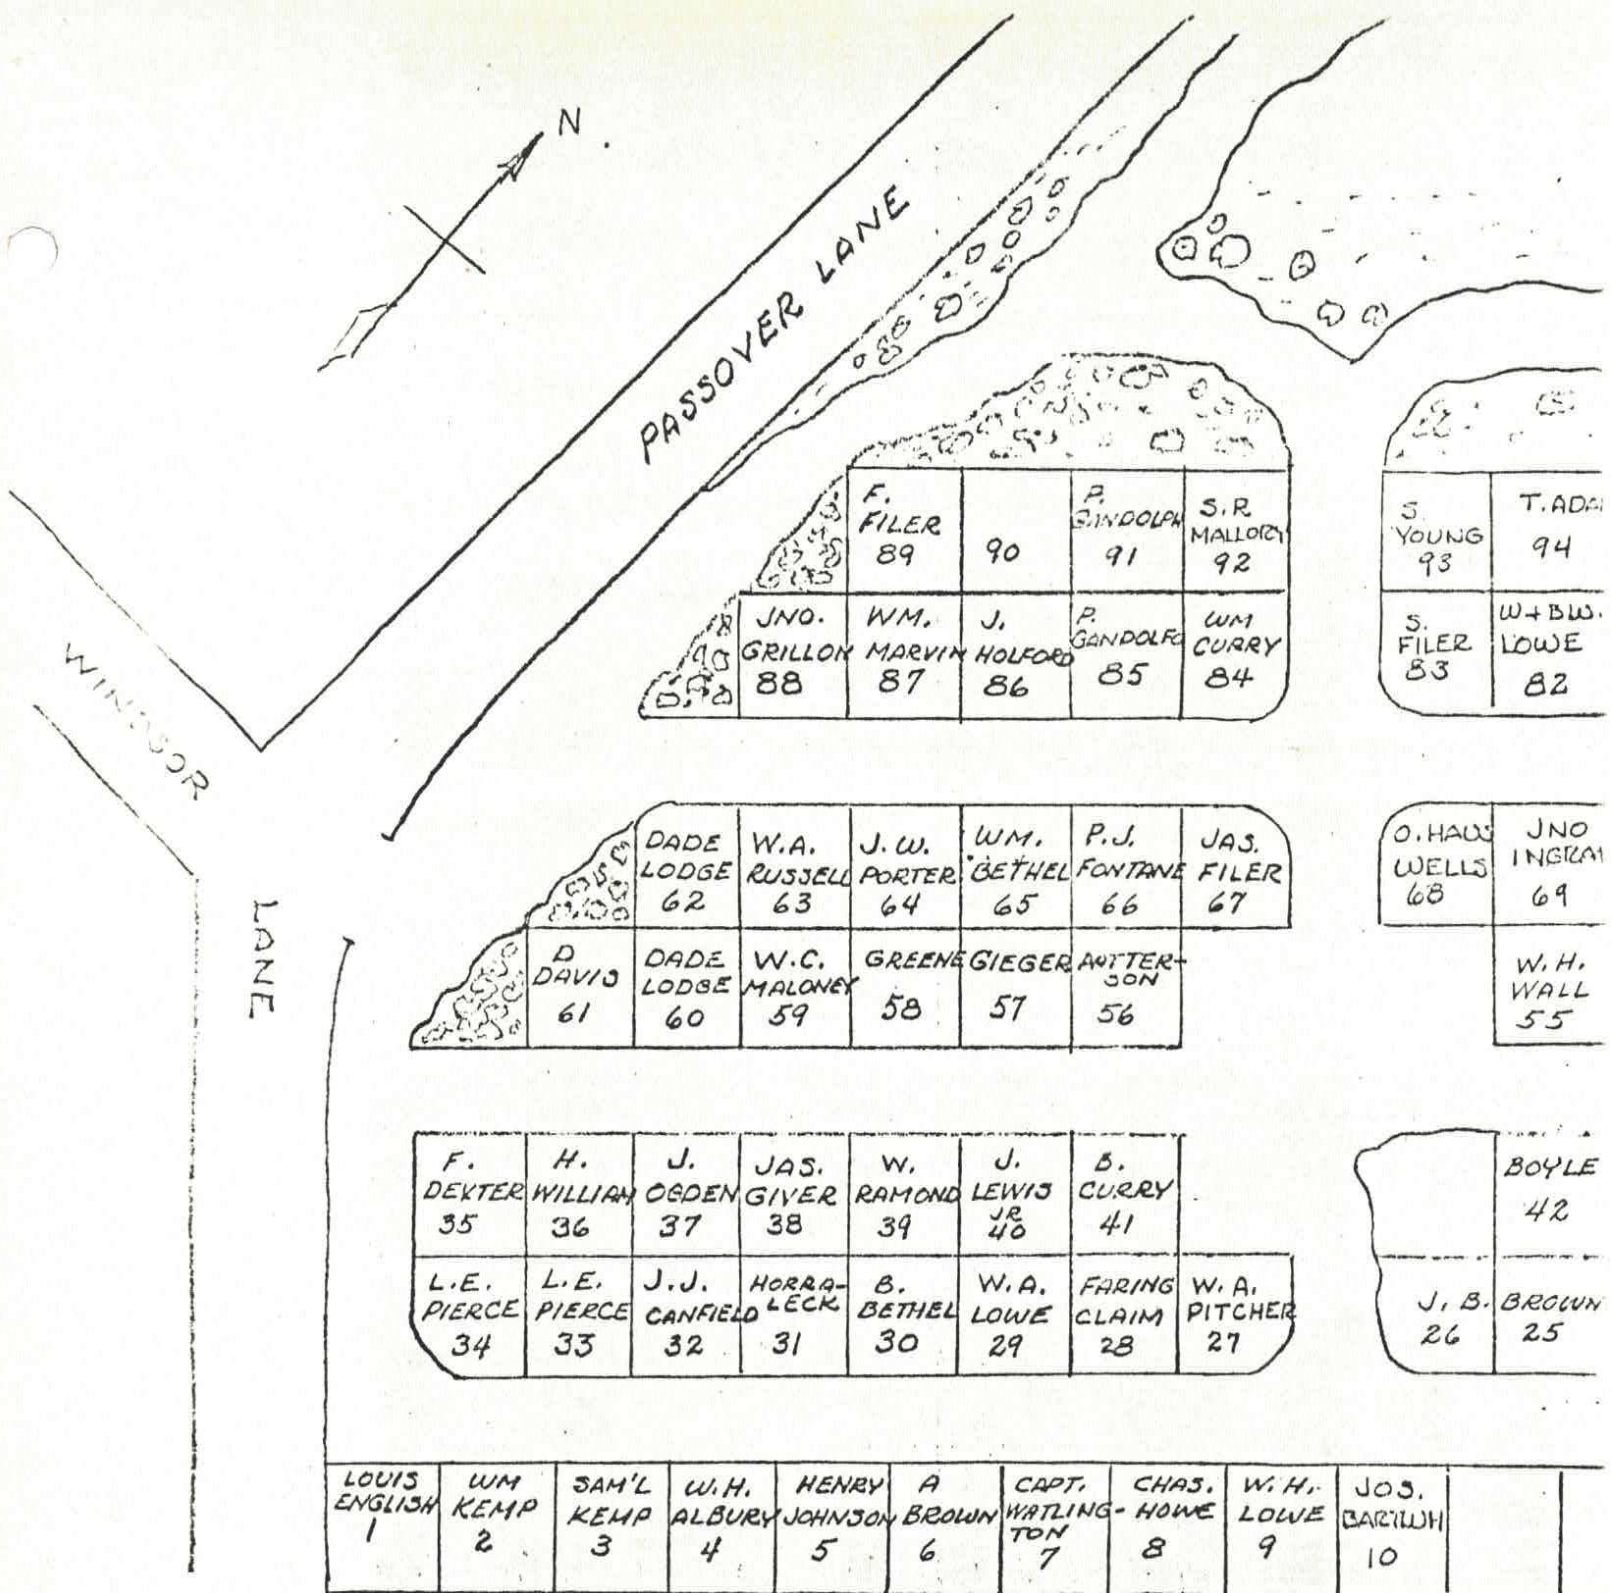 N
PASSOVER LANE
WINDSOR
LANE
F.
FILER
89
90
P.
GANDOLPH
91
S.R
MALLORY
92
S.
YOUNG
93
T. ADA
94
JNO.
GRILLON
88
WM.
MARVIN
87
J.
HOLFORD
86
P.
GANDOLFO
85
WM
CURRY
84
S.
FILER
83
W + B.W.
LOWE
82
DADE
LODGE
62
W.A.
RUSSELL
63
J.W.
PORTER
64
WM.
BETHEL
65
P.J.
FONTANE
66
JAS.
FILER
67
O. HAUS
WELLS
68
JNO
INGRA
69
D
DAVIS
61
DADE
LODGE
60
W.C.
MALONEY
59
GREENE
58
GIEGER
57
SON
56
W.H.
WALL
55
F.
DEXTER
35
H.
WILLIAM
36
J.
OGDEN
37
JAS.
GIVER
38
W.
RAMOND
39
J.
LEWIS
JR
40
B.
CURRY
41
BOYLE
42
L.E.
PIERCE
34
L.E.
PIERCE
33
J.J.
CANFIELD
32
HORRA-
LECK
31
B.
BETHEL
30
W.A.
LOWE
29
FARING
CLAIM
28
W.A.
PITCHER
27
J. B.
26
BROWN
25
LOUIS
ENGLISH
1
WM
KEMP
2
SAM'L
KEMP
3
W.H.
ALBURY
4
HENRY
JOHNSON
5
A
BROWN
6
CAPT.
WATLING-
TON
7
CHAS.
HOWE
8
W.H.
LOWE
9
JOS.
10